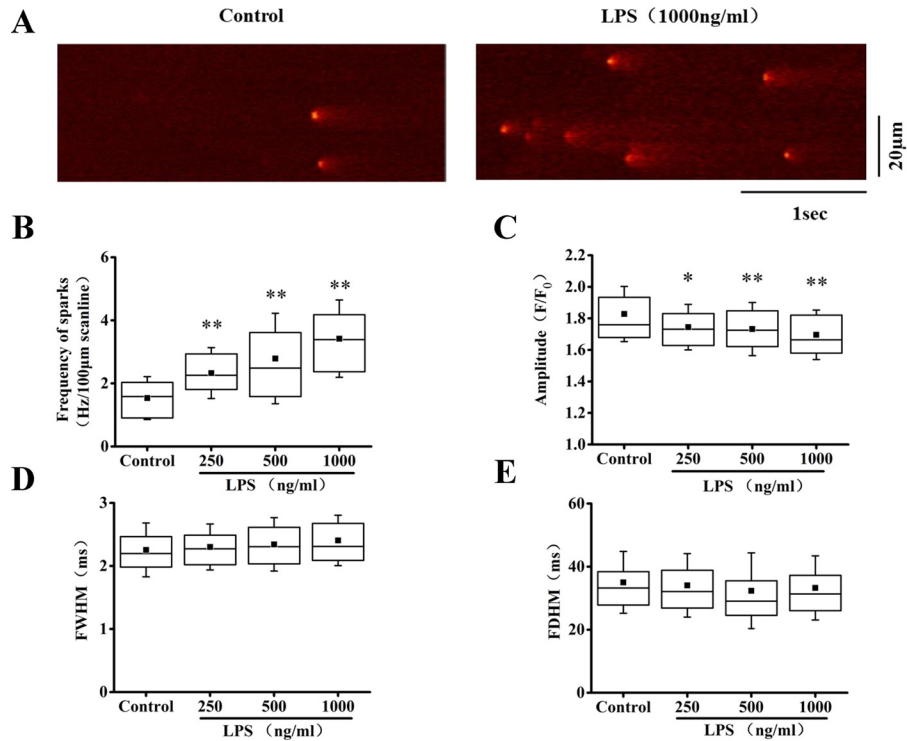 A
Control
LPS（1000ng/ml）
20μm
1sec
B
Frequency of sparks
（Hz/100μm scanline）
6
4
2
0
**
**
**
Control
250
500
1000
LPS （ng/ml）
C
Amplitude（F/F0）
2.2
2.0
1.8
1.6
1.4
1.2
1.0
*
**
**
Control
250
500
1000
LPS （ng/ml）
D
FWHM（ms）
3
2
1
0
Control
250
500
1000
LPS （ng/ml）
E
FDHM（ms）
60
40
20
0
Control
250
500
1000
LPS （ng/ml）